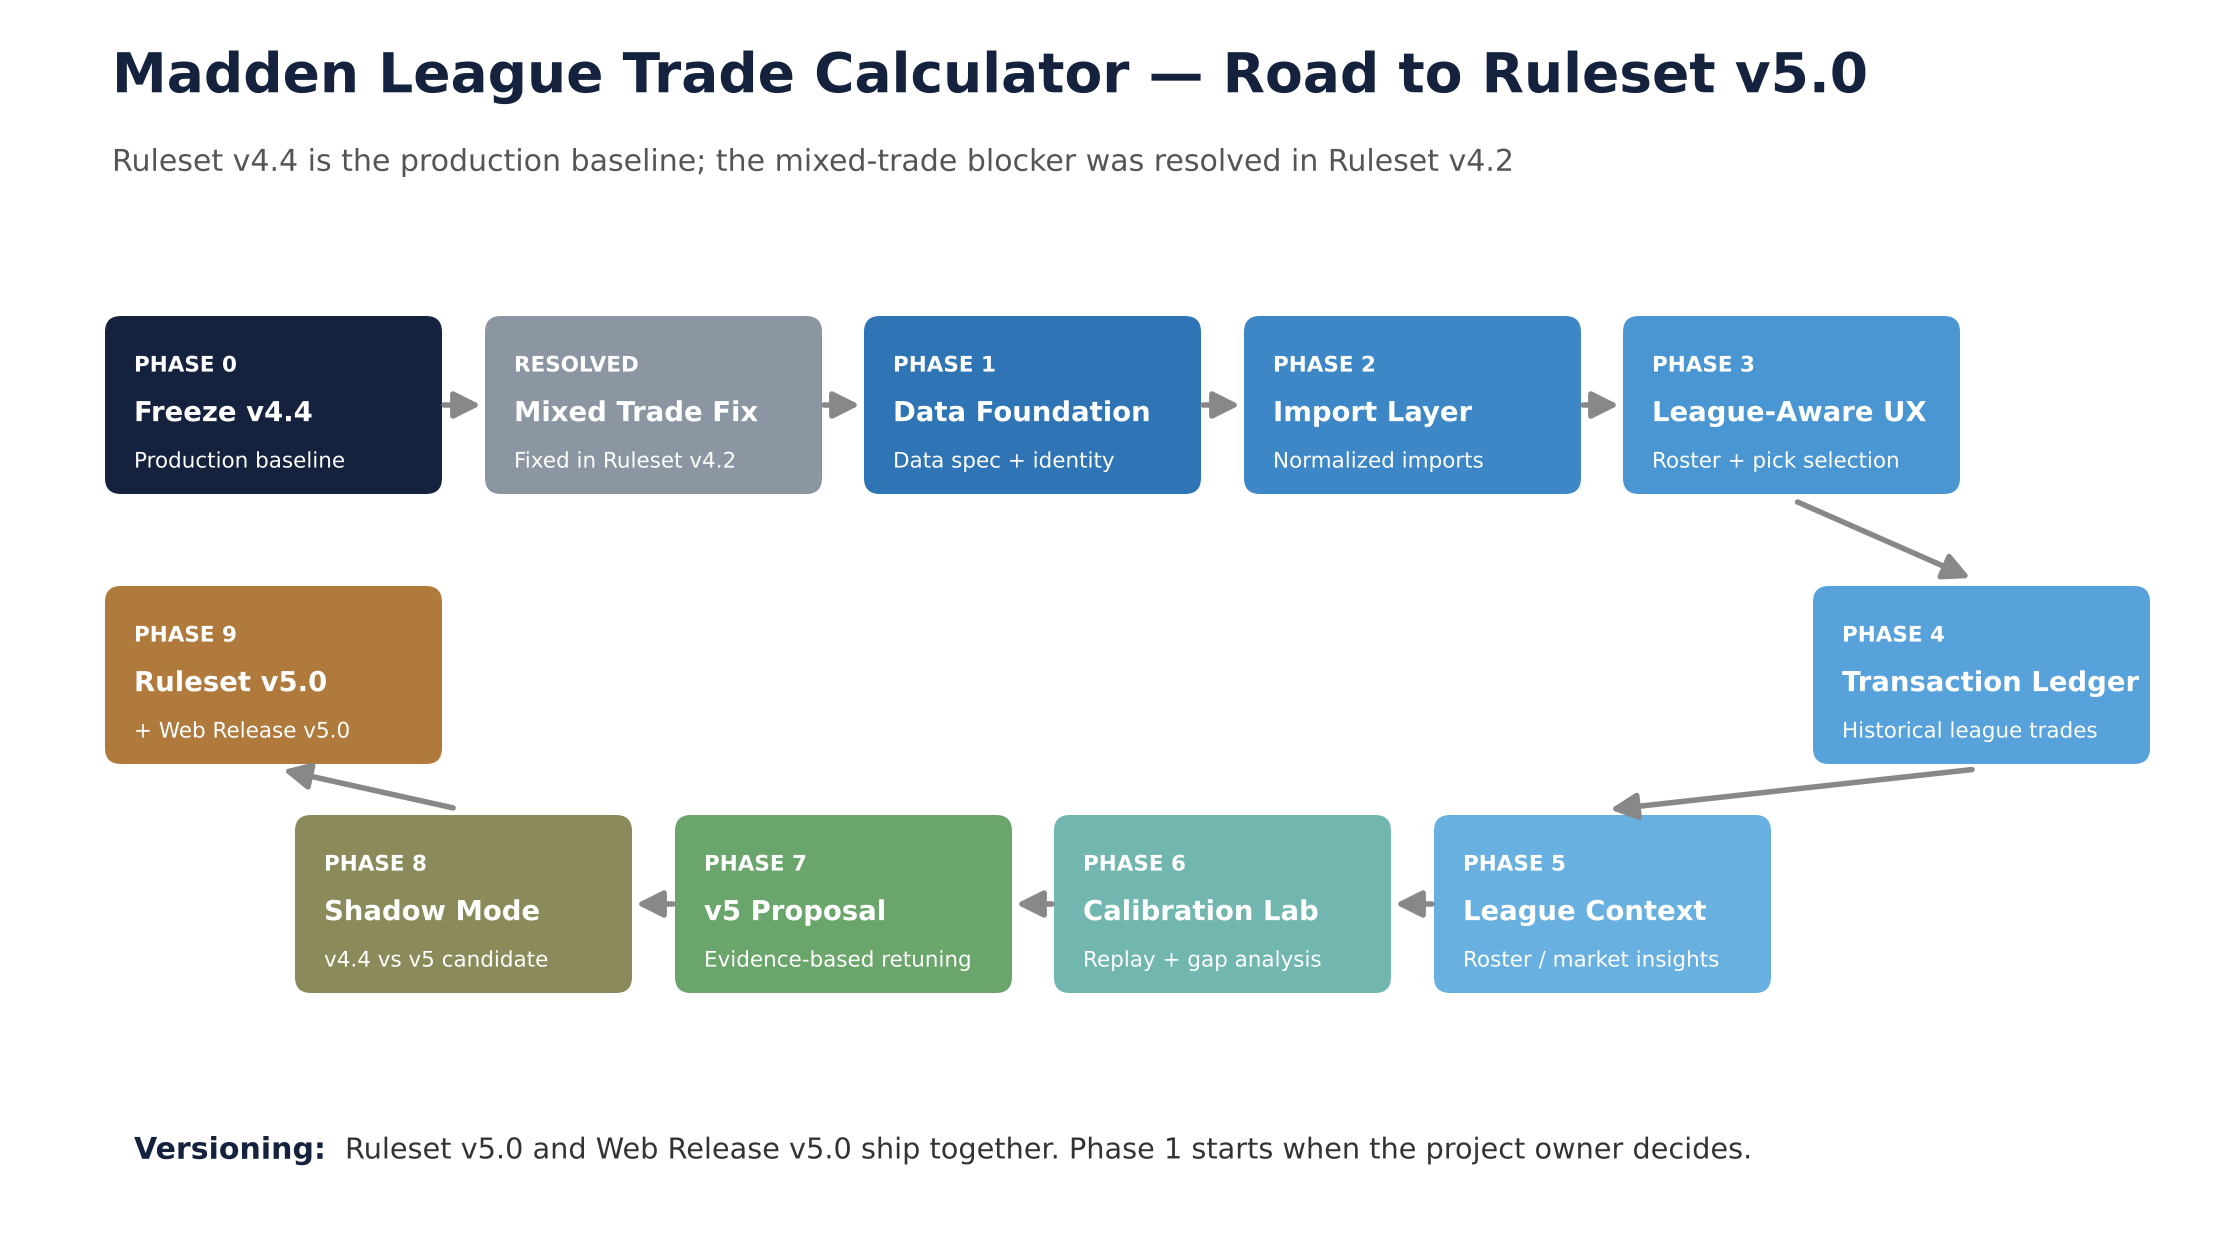 Madden League Trade Calculator — Road to Ruleset v5.0
Ruleset v4.4 is the production baseline; the mixed-trade blocker was resolved in Ruleset v4.2
PHASE 0
Freeze v4.4
Production baseline
RESOLVED
Mixed Trade Fix
Fixed in Ruleset v4.2
PHASE 1
Data Foundation
Data spec + identity
PHASE 2
Import Layer
Normalized imports
PHASE 3
League-Aware UX
Roster + pick selection
PHASE 4
Transaction Ledger
Historical league trades
PHASE 5
League Context
Roster / market insights
PHASE 6
Calibration Lab
Replay + gap analysis
PHASE 7
v5 Proposal
Evidence-based retuning
PHASE 8
Shadow Mode
v4.4 vs v5 candidate
PHASE 9
Ruleset v5.0
+ Web Release v5.0
Versioning: Ruleset v5.0 and Web Release v5.0 ship together. Phase 1 starts when the project owner decides.